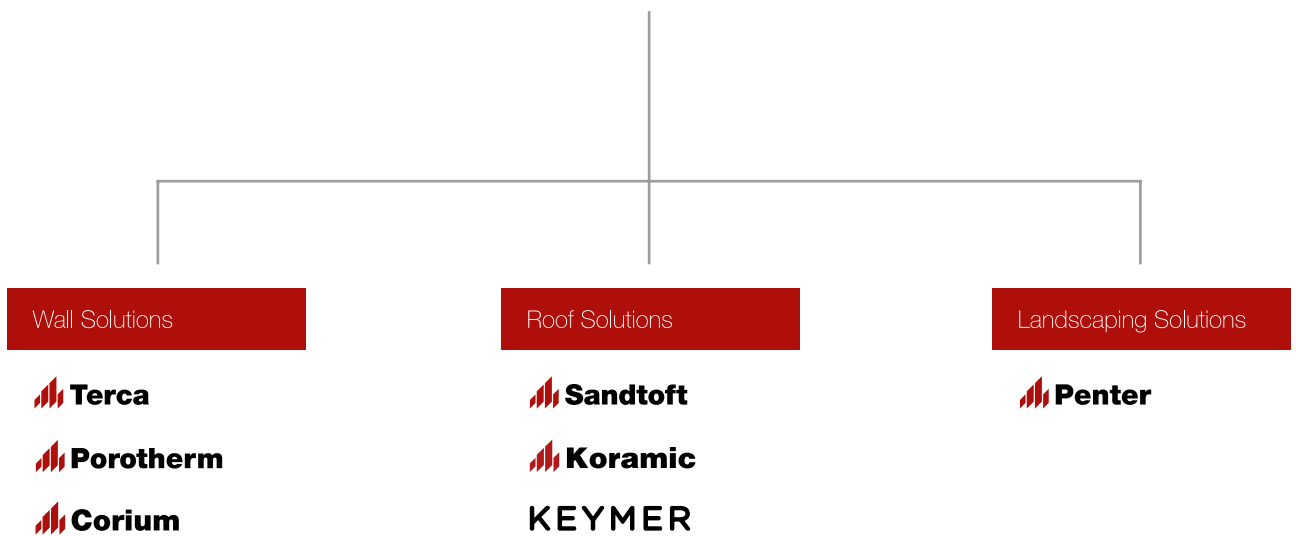 Wall Solutions
Terca
Porotherm
Corium
Roof Solutions
Sandtoft
Koramic
KEYMER
Landscaping Solutions
Penter